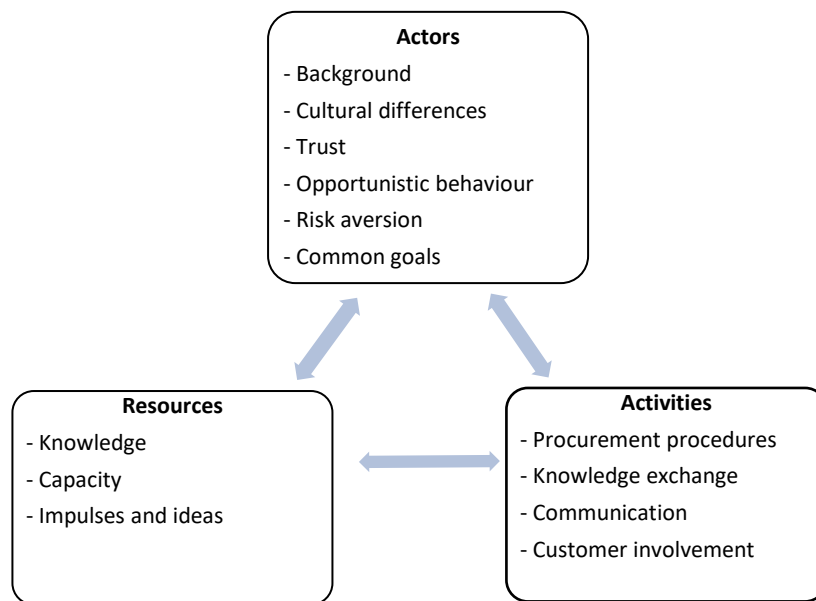 Actors
- Background
- Cultural differences
- Trust
- Opportunistic behaviour
- Risk aversion
- Common goals
Resources
- Knowledge
- Capacity
- Impulses and ideas
Activities
- Procurement procedures
- Knowledge exchange
- Communication
- Customer involvement